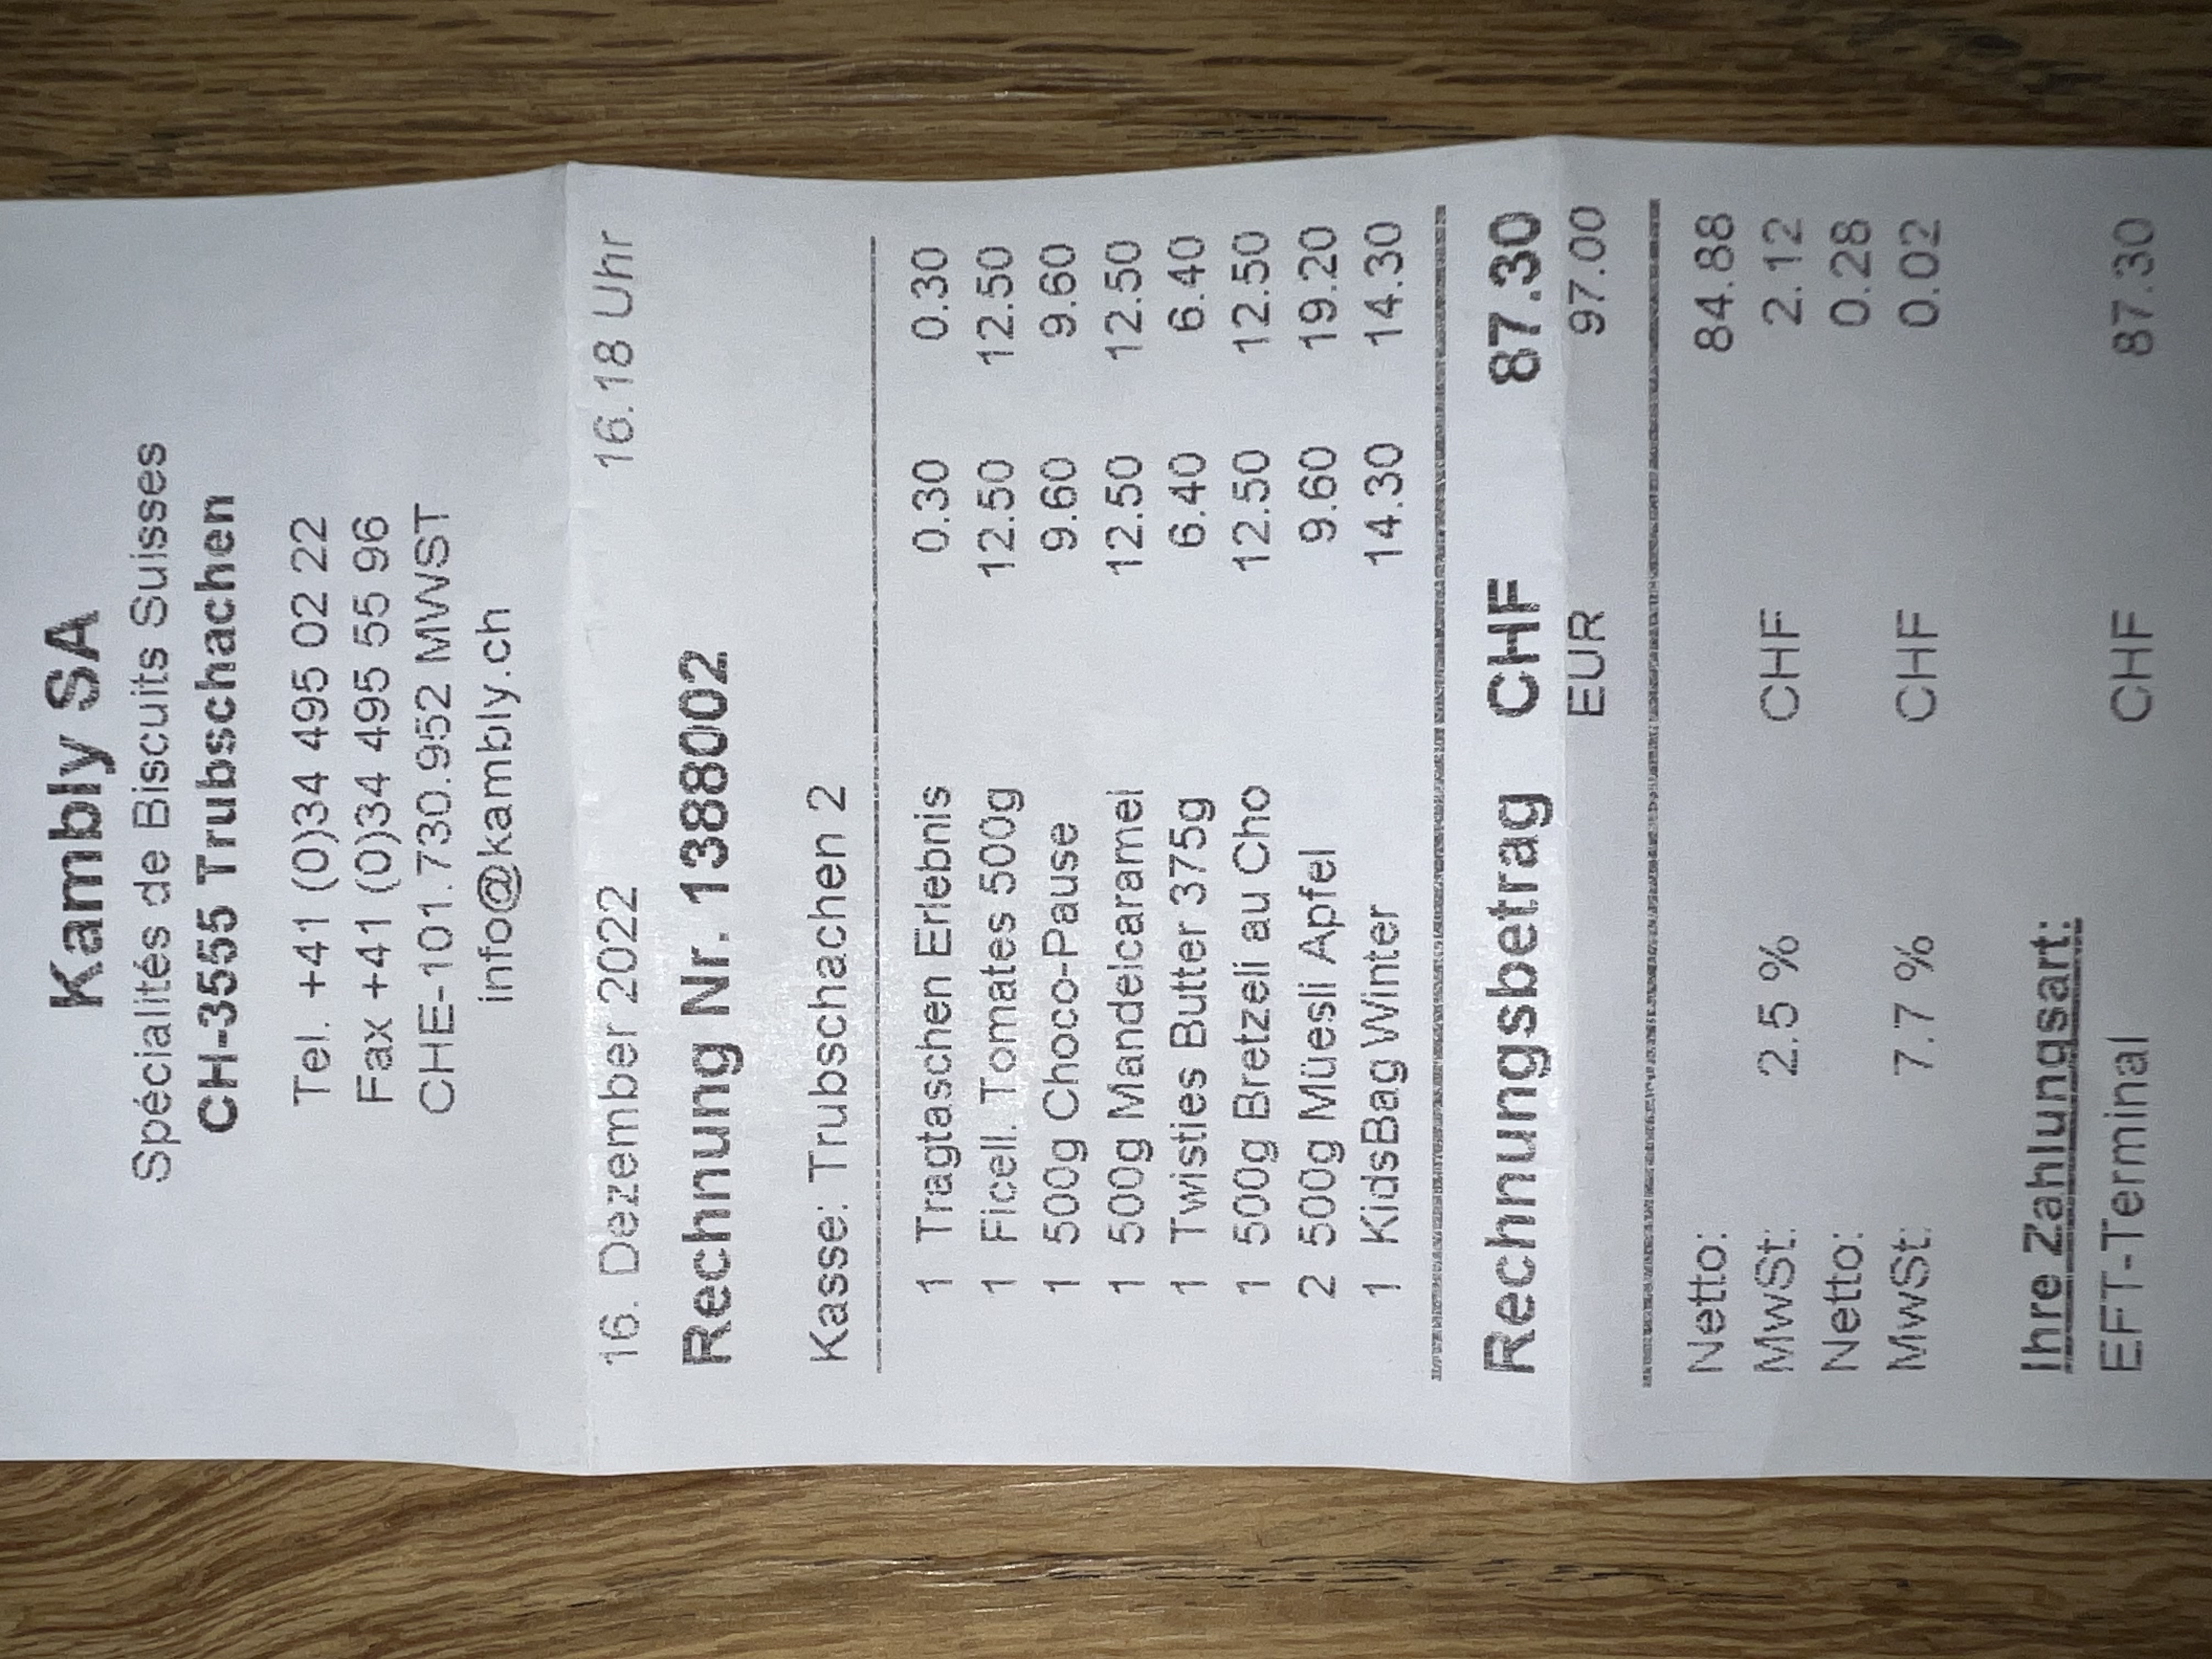 Kambly SA
Spécialités de Biscuits Suisses
CH-3555 Trubschachen
Tel. +41 (0)34 495 02 22
Fax +41 (0)34 495 55 96
CHE-101.730.952 MWST
info@kambly.ch
16. Dezember 2022 16.18 Uhr
Rechnung Nr. 1388002
Kasse: Trubschachen 2
1 Tragtaschen Erlebnis 0.30 0.30
1 Ficell. Tomates 500g 12.50 12.50
1 500g Choco-Pause 9.60 9.60
1 500g Mandelcaramel 12.50 12.50
1 Twisties Butter 375g 6.40 6.40
1 500g Bretzeli au Cho 12.50 12.50
2 500g Müesli Apfel 9.60 19.20
1 KidsBag Winter 14.30 14.30
Rechnungsbetrag CHF 87.30
EUR 97.00
Netto: 84.88
MwSt: 2.5 % CHF 2.12
Netto: 0.28
MwSt: 7.7 % CHF 0.02
Ihre Zahlungsart:
EFT-Terminal CHF 87.30